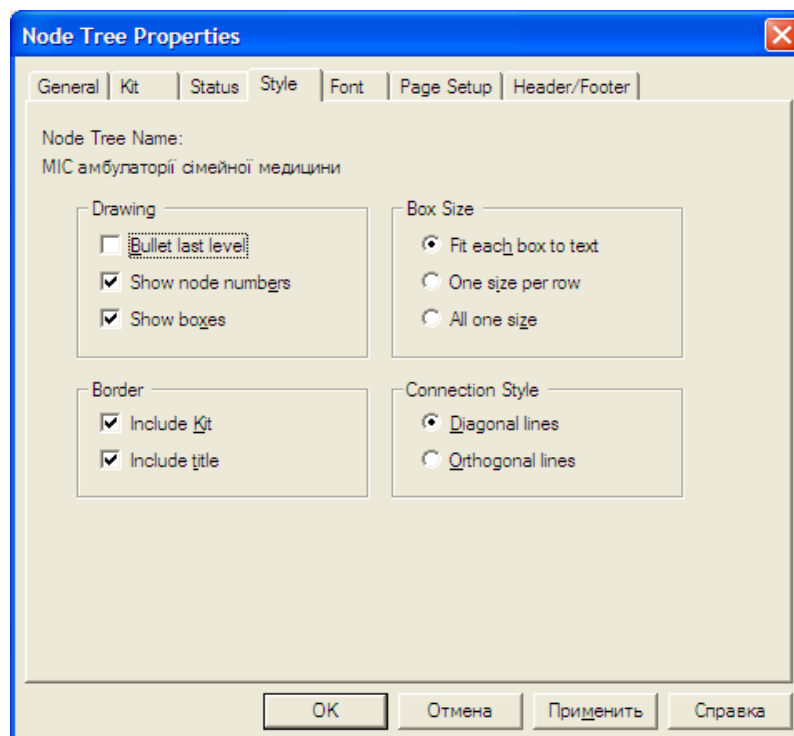 Node Tree Properties
General Kit Status Style Font Page Setup Header/Footer
Node Tree Name:
МІС амбулаторії сімейної медицини
Drawing
Bullet last level
Show node numbers
Show boxes
Box Size
Fit each box to text
One size per row
All one size
Border
Include Kit
Include title
Connection Style
Diagonal lines
Orthogonal lines
OK Отмена Применить Справка